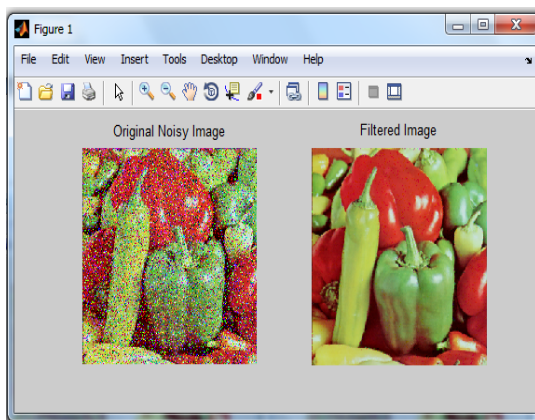 Figure 1
File Edit View Insert Tools Desktop Window Help
Original Noisy Image Filtered Image